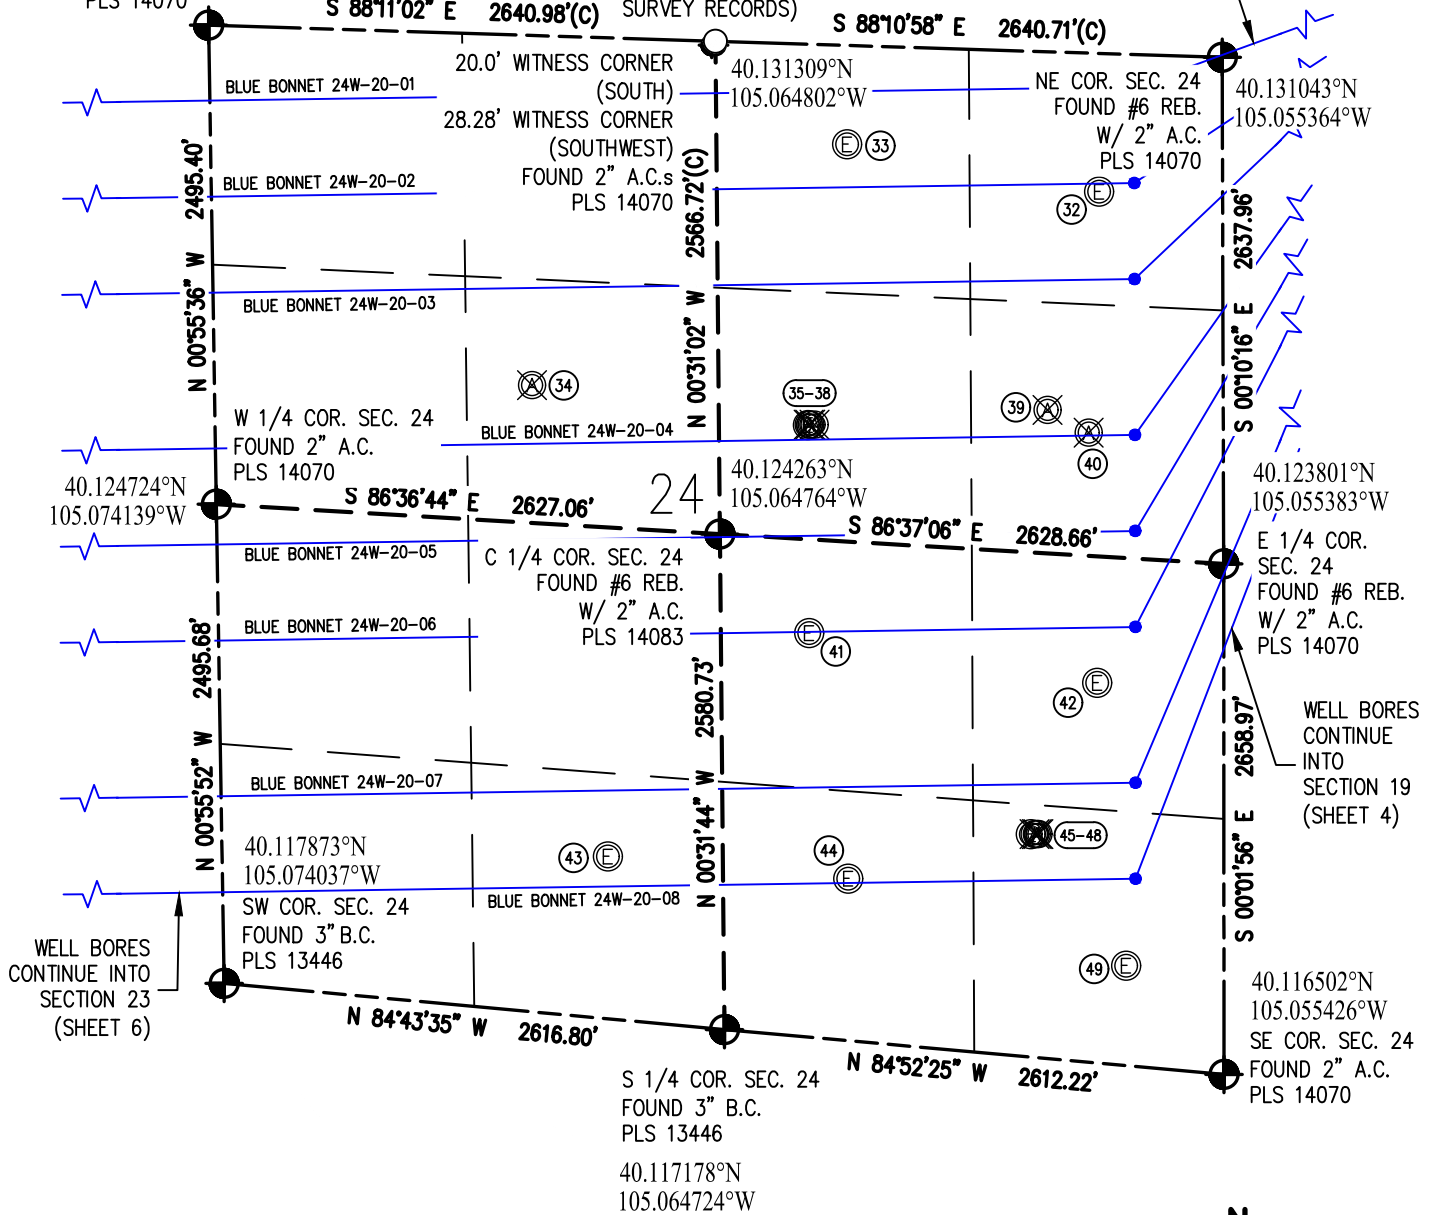 PLS 14070
S 88°11'02" E 2640.98'(C)
SURVEY RECORDS)
S 88°10'58" E 2640.71'(C)
20.0' WITNESS CORNER
(SOUTH)
28.28' WITNESS CORNER
(SOUTHWEST)
FOUND 2" A.C.s
PLS 14070
40.131309°N
105.064802°W
NE COR. SEC. 24
FOUND #6 REB.
W/ 2" A.C.
PLS 14070
40.131043°N
105.055364°W
BLUE BONNET 24W-20-01
BLUE BONNET 24W-20-02
BLUE BONNET 24W-20-03
N 00°55'36" W 2495.40'
N 00°31'02" W 2566.72'(C)
S 00°10'16" E 2637.96'
E 33
E 32
A 34
35-38
39 A
A
40
W 1/4 COR. SEC. 24
FOUND 2" A.C.
PLS 14070
BLUE BONNET 24W-20-04
40.124724°N
105.074139°W
S 86°36'44" E 2627.06'
24
40.124263°N
105.064764°W
S 86°37'06" E 2628.66'
40.123801°N
105.055383°W
E 1/4 COR.
SEC. 24
FOUND #6 REB.
W/ 2" A.C.
PLS 14070
BLUE BONNET 24W-20-05
C 1/4 COR. SEC. 24
FOUND #6 REB.
W/ 2" A.C.
PLS 14083
BLUE BONNET 24W-20-06
E
41
E
42
N 00°55'52" W 2495.68'
N 00°31'44" W 2580.73'
S 00°01'56" E 2658.97'
WELL BORES
CONTINUE
INTO
SECTION 19
(SHEET 4)
BLUE BONNET 24W-20-07
45-48
40.117873°N
105.074037°W
43 E
44
E
BLUE BONNET 24W-20-08
SW COR. SEC. 24
FOUND 3" B.C.
PLS 13446
WELL BORES
CONTINUE INTO
SECTION 23
(SHEET 6)
49 E
40.116502°N
105.055426°W
SE COR. SEC. 24
FOUND 2" A.C.
PLS 14070
N 84°43'35" W 2616.80'
N 84°52'25" W 2612.22'
S 1/4 COR. SEC. 24
FOUND 3" B.C.
PLS 13446
40.117178°N
105.064724°W